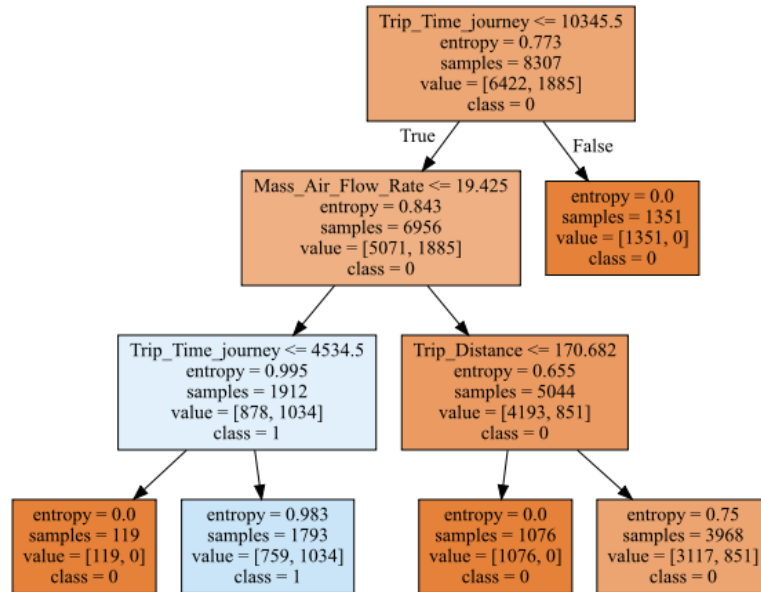 Trip_Time_journey <= 10345.5
entropy = 0.773
samples = 8307
value = [6422, 1885]
class = 0
True
False
Mass_Air_Flow_Rate <= 19.425
entropy = 0.843
samples = 6956
value = [5071, 1885]
class = 0
entropy = 0.0
samples = 1351
value = [1351, 0]
class = 0
Trip_Time_journey <= 4534.5
entropy = 0.995
samples = 1912
value = [878, 1034]
class = 1
Trip_Distance <= 170.682
entropy = 0.655
samples = 5044
value = [4193, 851]
class = 0
entropy = 0.0
samples = 119
value = [119, 0]
class = 0
entropy = 0.983
samples = 1793
value = [759, 1034]
class = 1
entropy = 0.0
samples = 1076
value = [1076, 0]
class = 0
entropy = 0.75
samples = 3968
value = [3117, 851]
class = 0